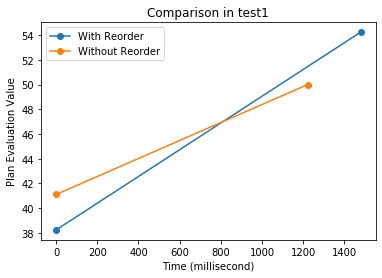 Comparison in test1
With Reorder
Without Reorder
Plan Evaluation Value
54
52
50
48
46
44
42
40
38
0 200 400 600 800 1000 1200 1400
Time (millisecond)